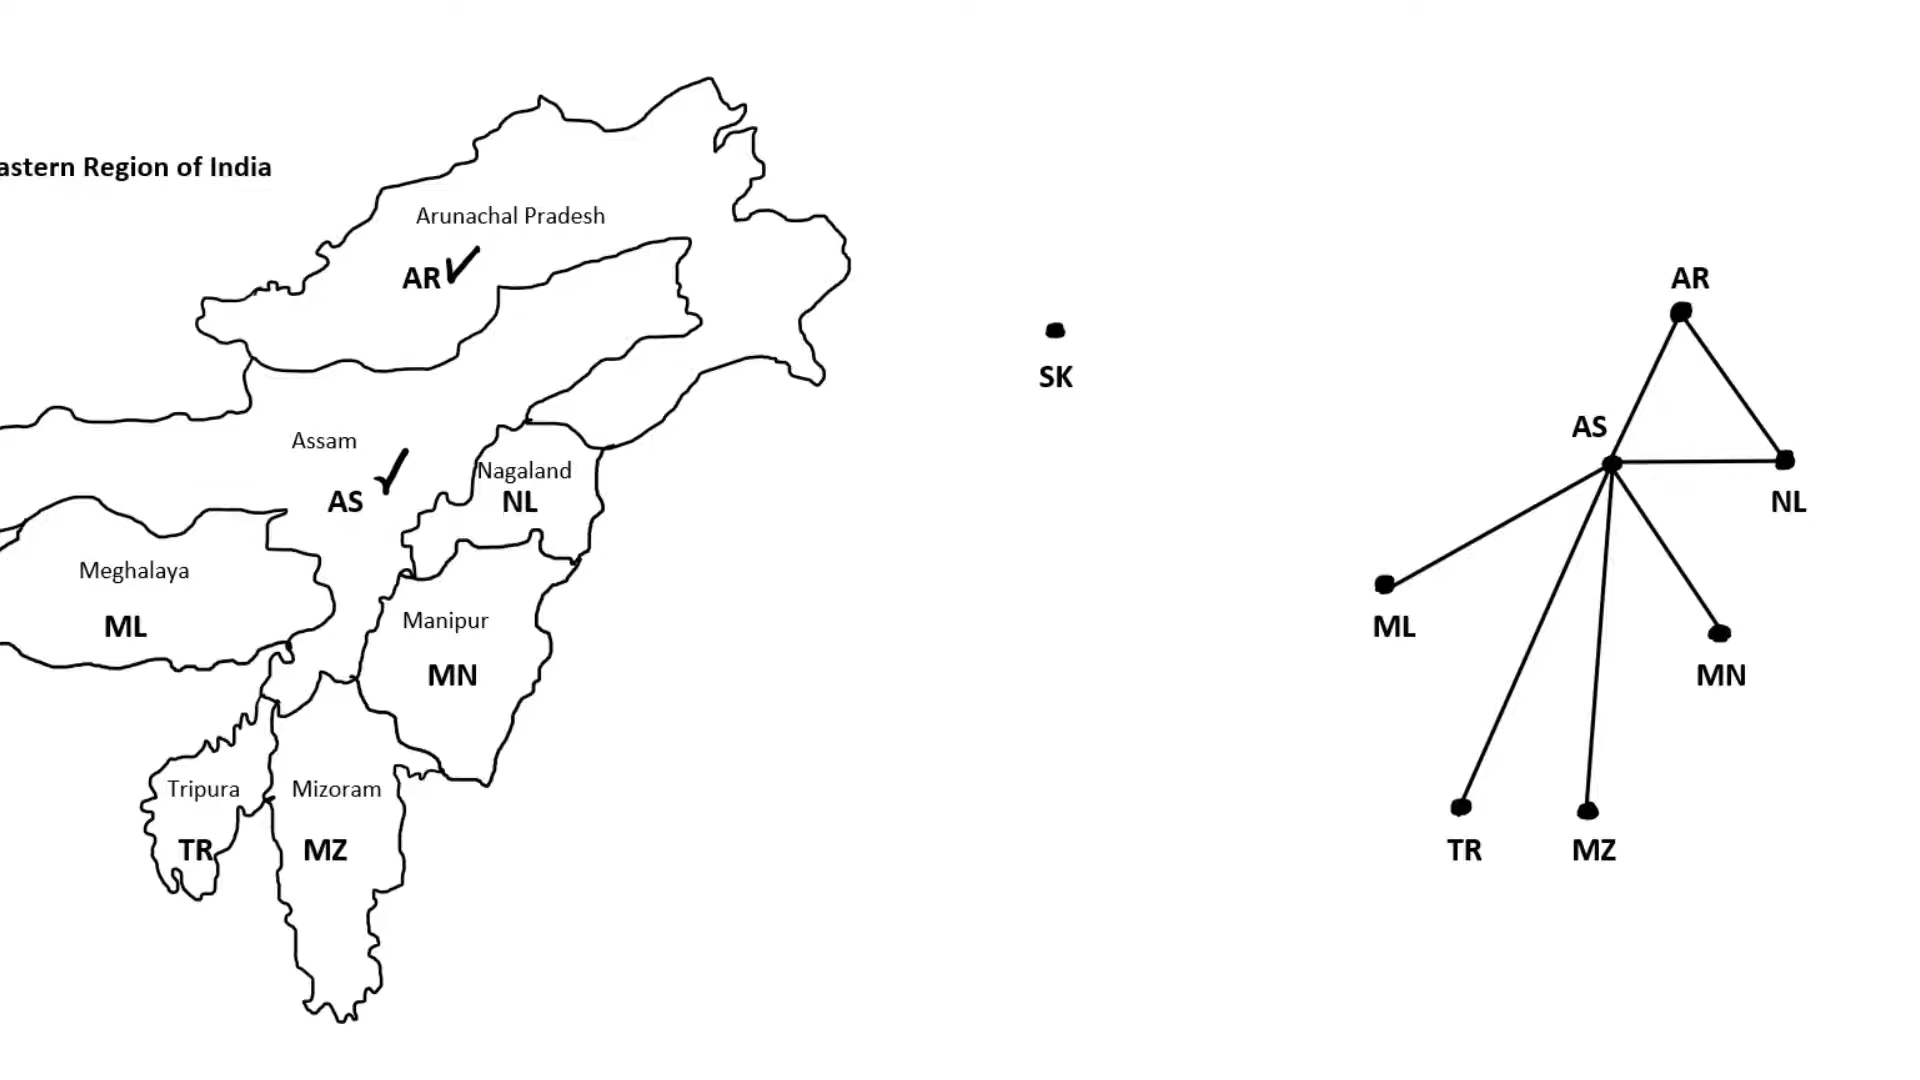 astern Region of India
Arunachal Pradesh
AR
Assam
AS
Nagaland
NL
Meghalaya
ML
Manipur
MN
Tripura
TR
Mizoram
MZ
SK
AR
AS
NL
ML
MN
TR
MZ